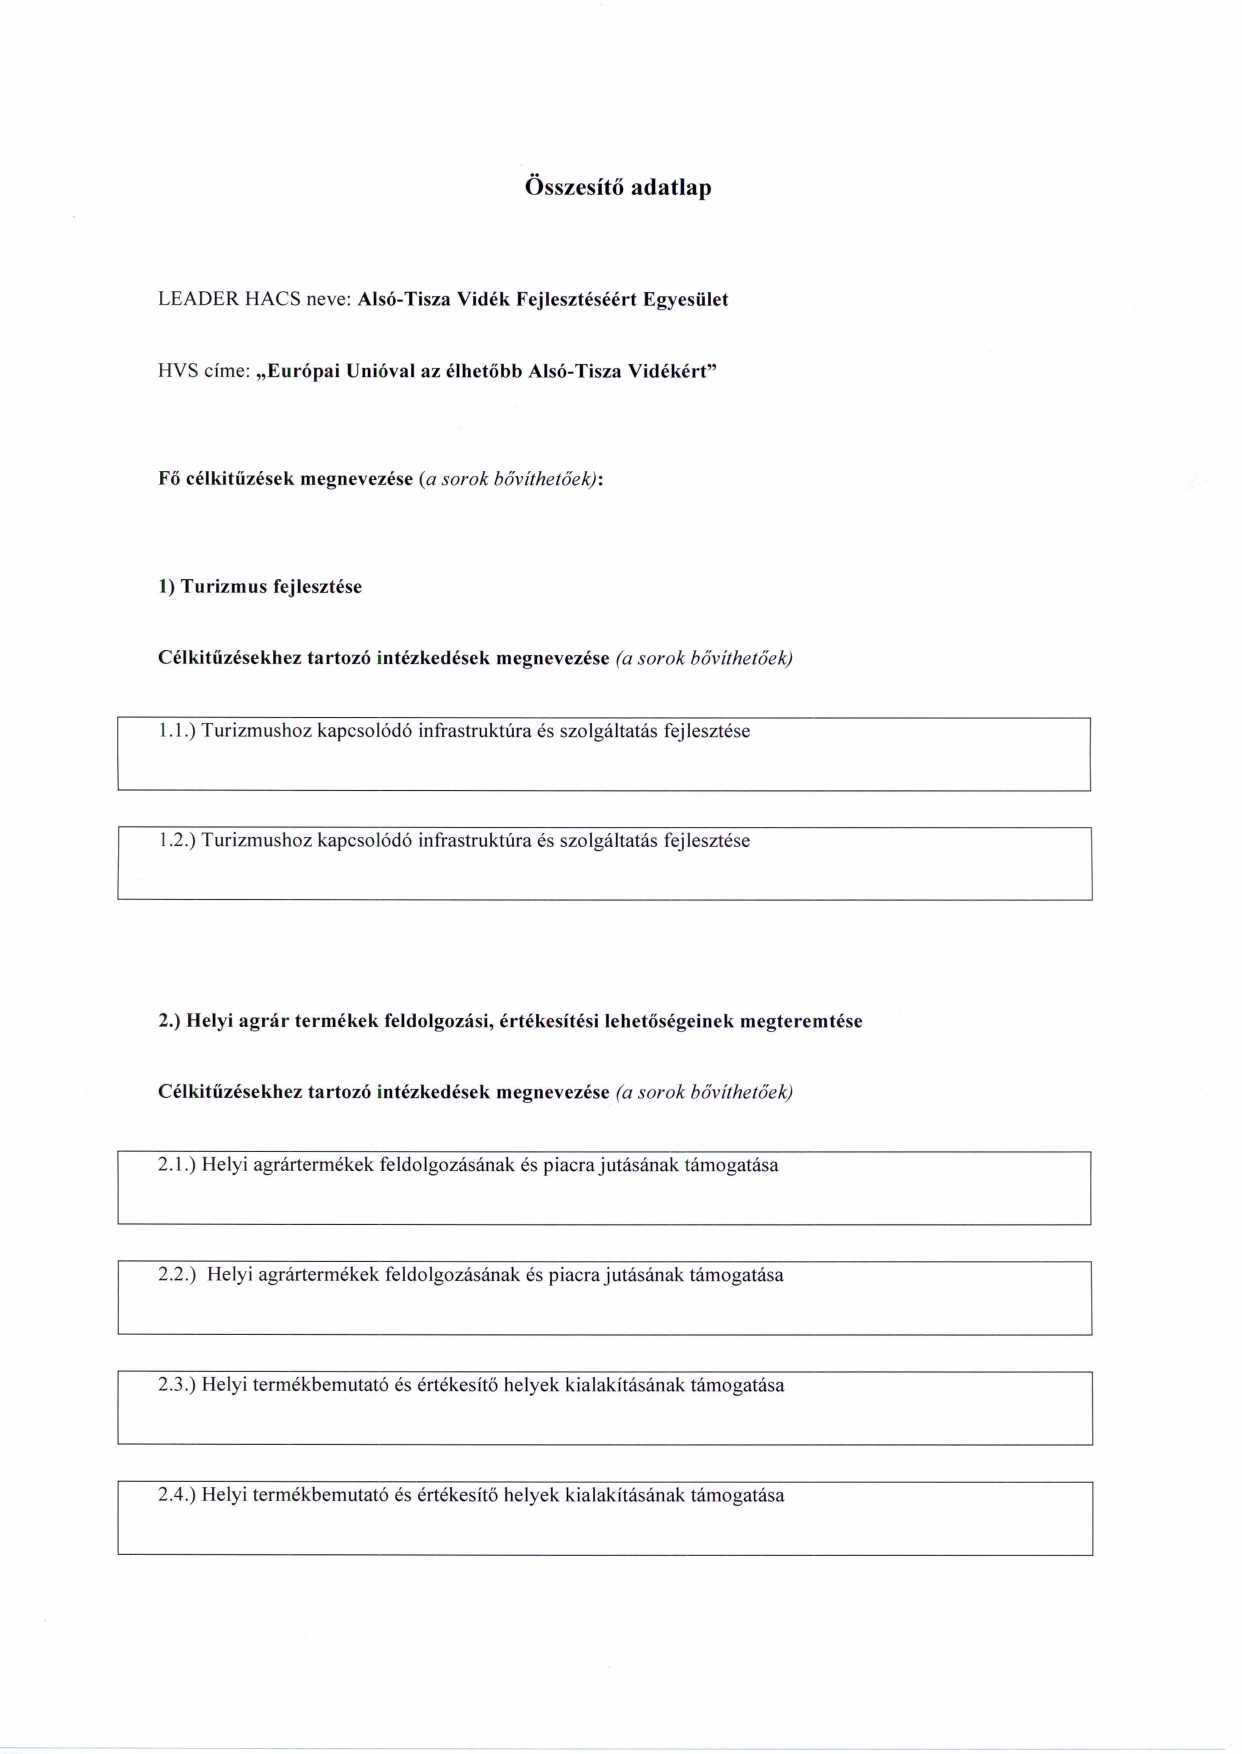 Összesítő adatlap
LEADER HACS neve: Alsó-Tisza Vidék Fejlesztéséért Egyesület
HVS címe: „Európai Unióval az élhetőbb Alsó-Tisza Vidékért”
Fő célkitűzések megnevezése (a sorok bővíthetőek):
1) Turizmus fejlesztése
Célkitűzésekhez tartozó intézkedések megnevezése (a sorok bővíthetőek)
1.1.) Turizmushoz kapcsolódó infrastruktúra és szolgáltatás fejlesztése
1.2.) Turizmushoz kapcsolódó infrastruktúra és szolgáltatás fejlesztése
2.) Helyi agrár termékek feldolgozási, értékesítési lehetőségeinek megteremtése
Célkitűzésekhez tartozó intézkedések megnevezése (a sorok bővíthetőek)
2.1.) Helyi agrártermékek feldolgozásának és piacra jutásának támogatása
2.2.) Helyi agrártermékek feldolgozásának és piacra jutásának támogatása
2.3.) Helyi termékbemutató és értékesítő helyek kialakításának támogatása
2.4.) Helyi termékbemutató és értékesítő helyek kialakításának támogatása